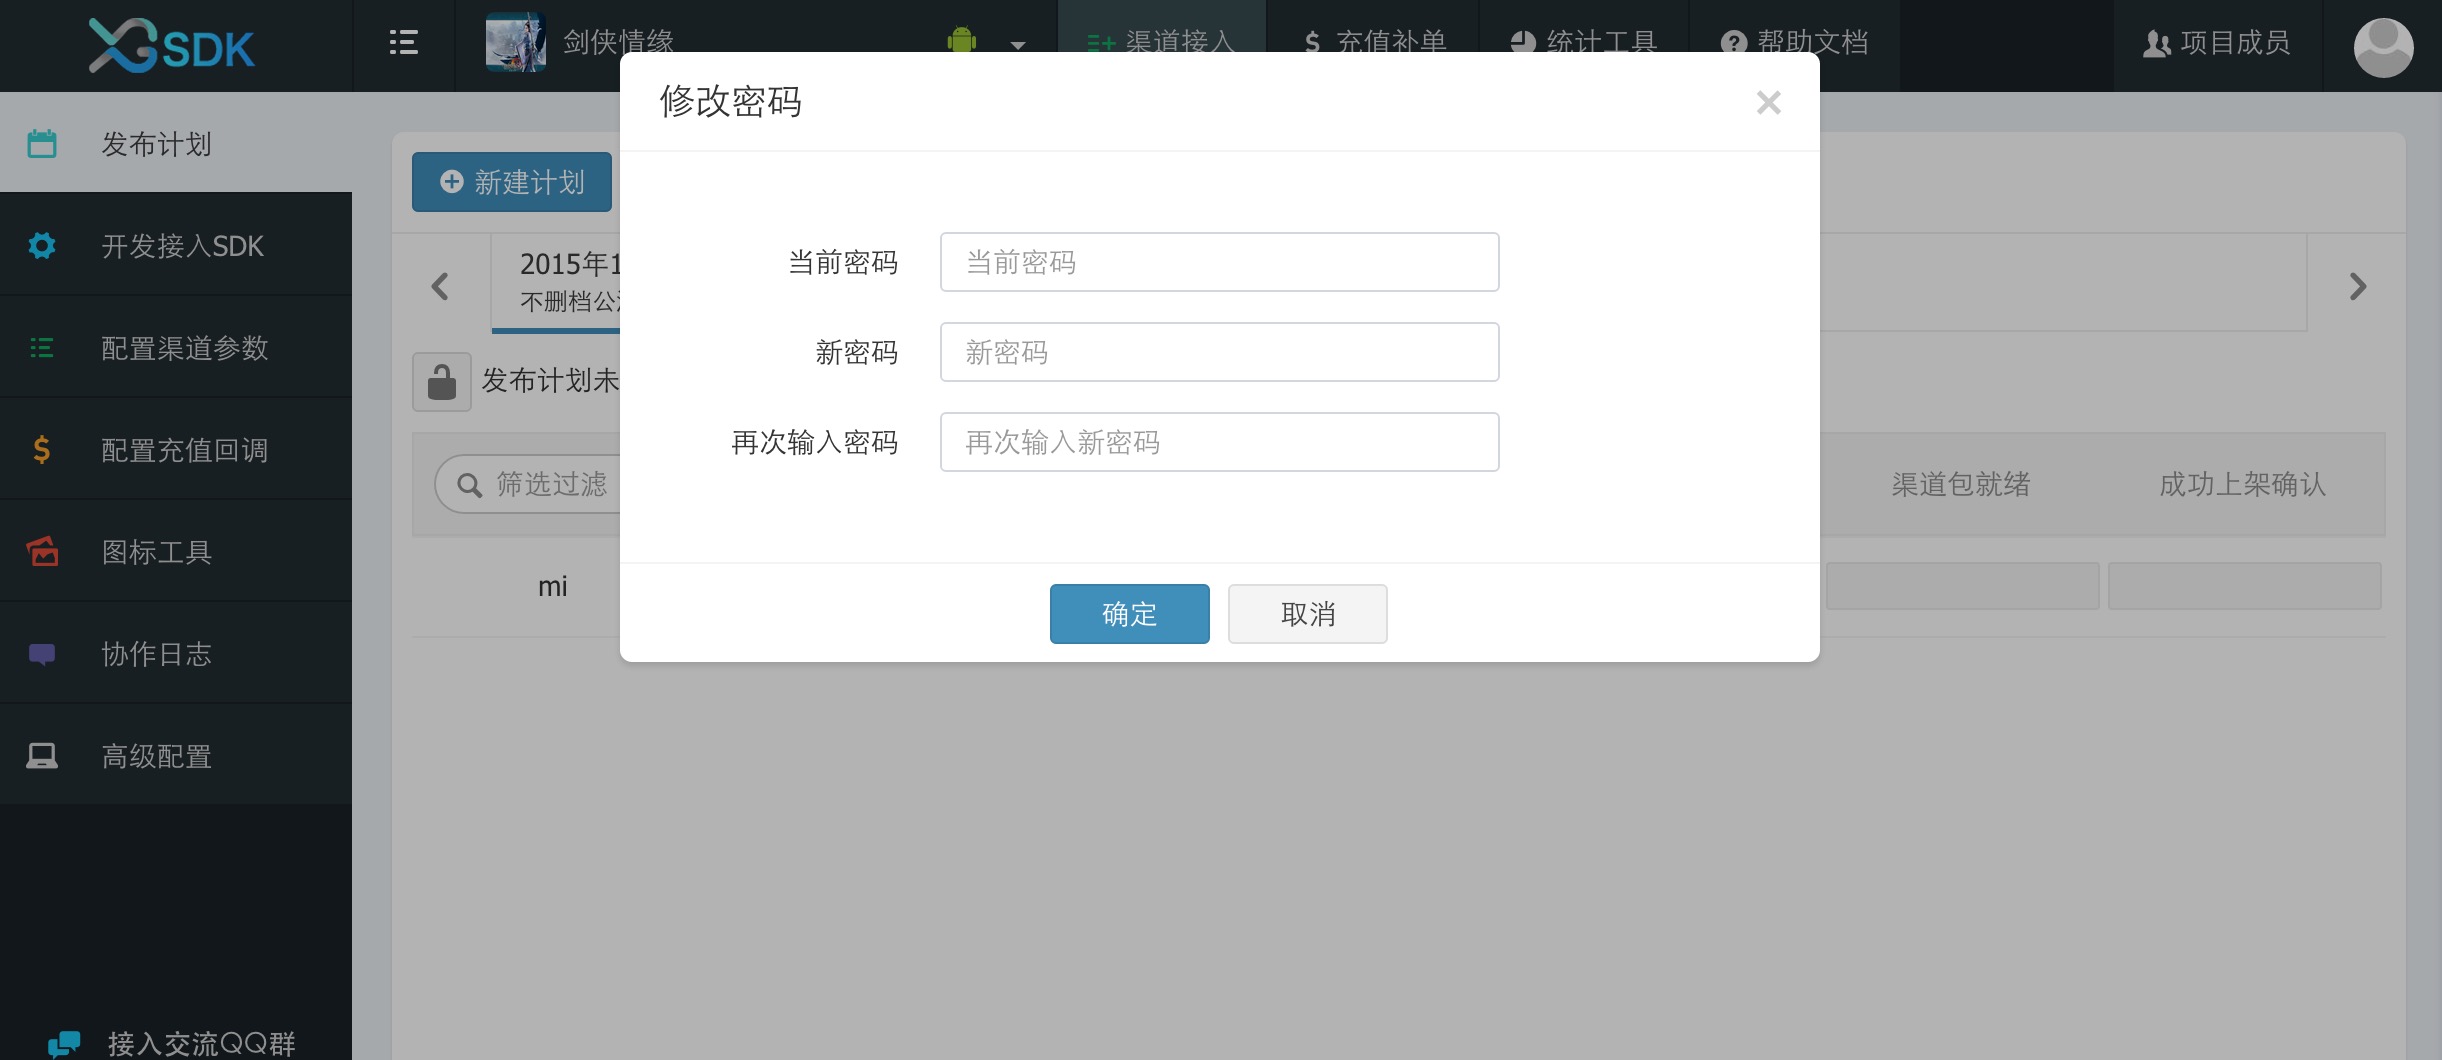 XGSDK
剑侠情缘
渠道接入
充值补单
统计工具
帮助文档
项目成员
发布计划
开发接入SDK
配置渠道参数
配置充值回调
图标工具
协作日志
高级配置
接入交流QQ群
新建计划
2015年1
不删档公
发布计划未
筛选过滤
渠道包就绪
成功上架确认
mi
修改密码
×
当前密码 当前密码
新密码 新密码
再次输入密码 再次输入新密码
确定 取消